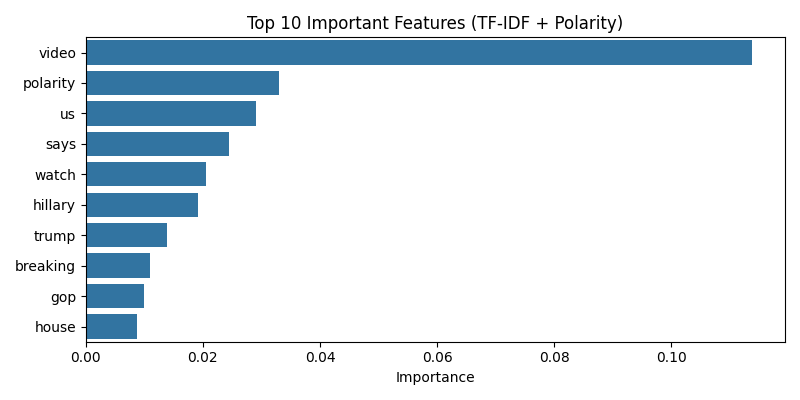 Top 10 Important Features (TF-IDF + Polarity)
video
polarity
us
says
watch
hillary
trump
breaking
gop
house
0.00 0.02 0.04 0.06 0.08 0.10
Importance